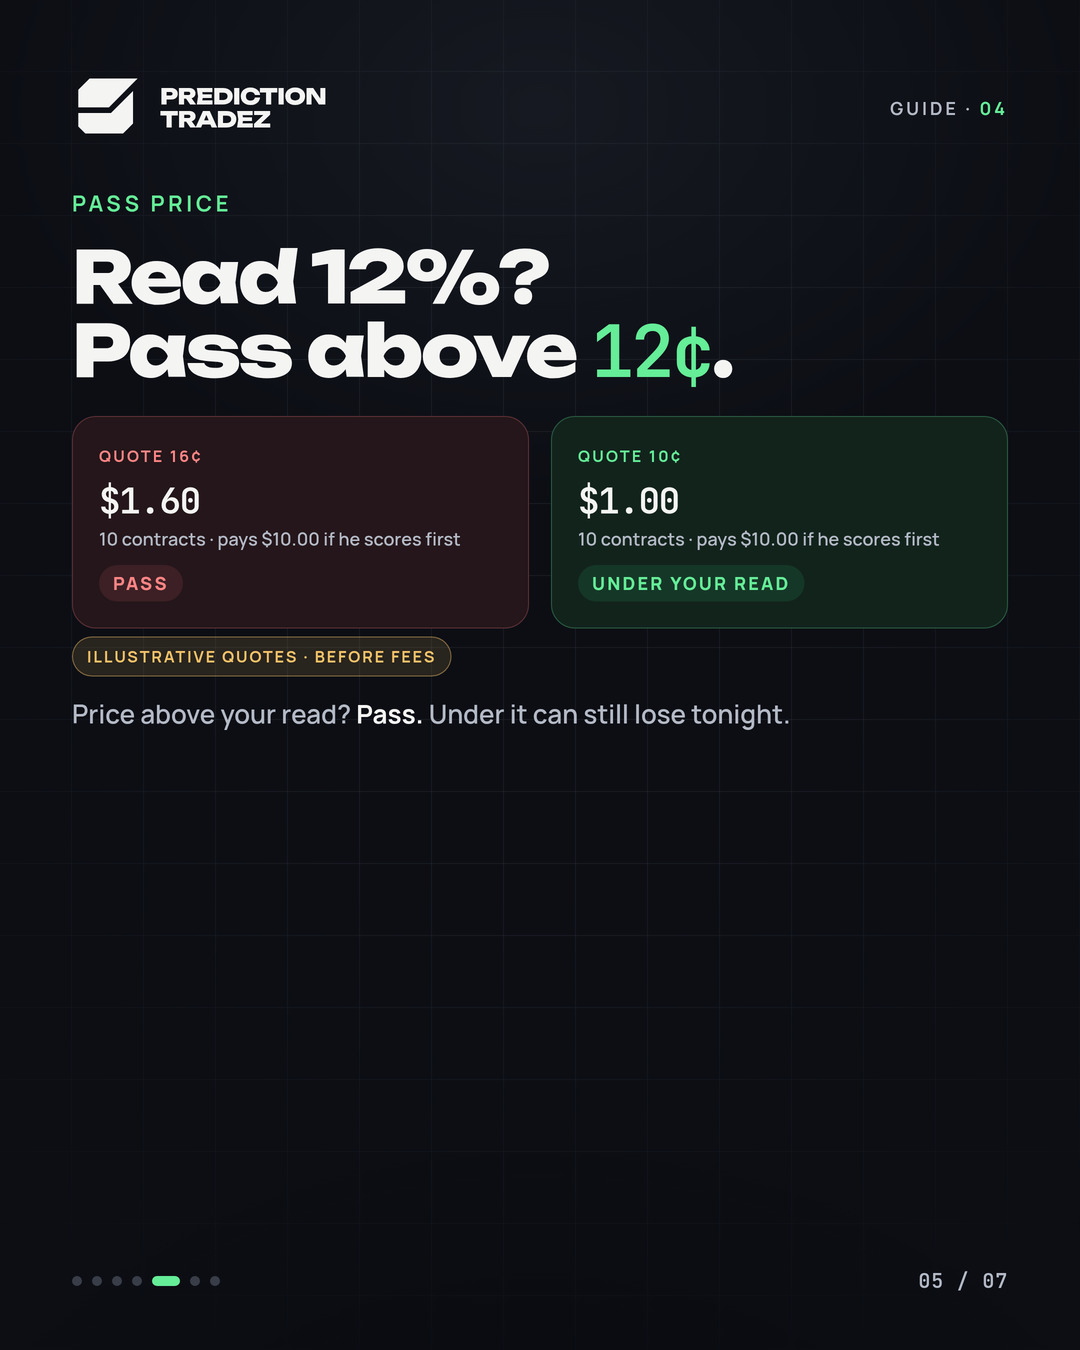 PREDICTION
TRADEZ
GUIDE · 04
PASS PRICE
Read 12%?
Pass above 12¢.
QUOTE 16¢
$1.60
10 contracts · pays $10.00 if he scores first
PASS
QUOTE 10¢
$1.00
10 contracts · pays $10.00 if he scores first
UNDER YOUR READ
ILLUSTRATIVE QUOTES · BEFORE FEES
Price above your read? Pass. Under it can still lose tonight.
05 / 07